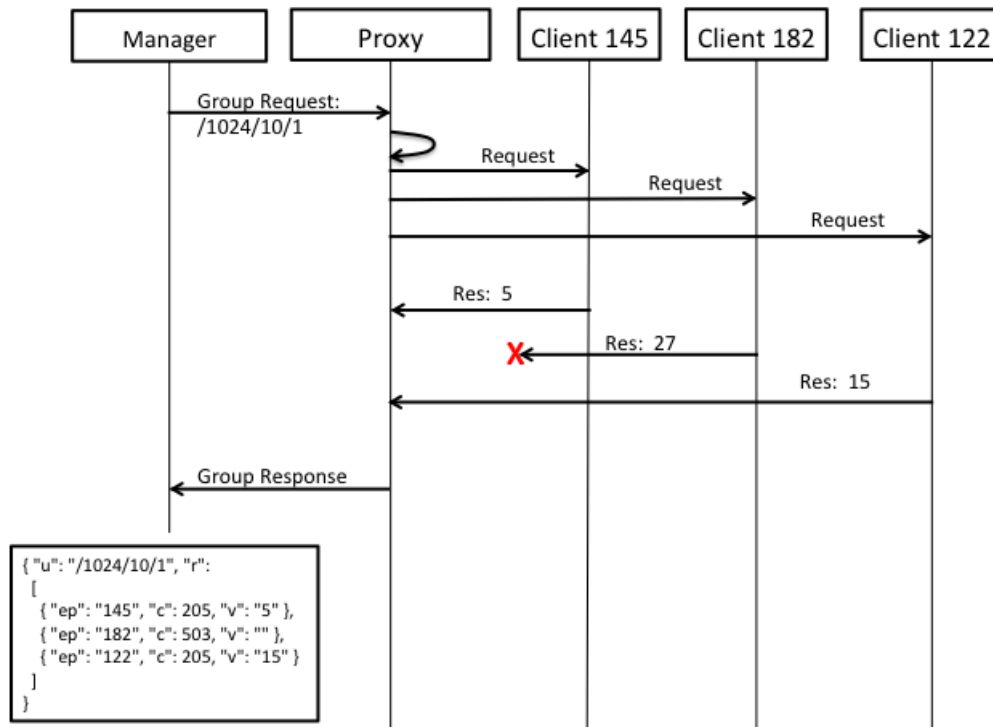 Manager
Proxy
Client 145
Client 182
Client 122
Group Request:
/1024/10/1
Request
Request
Request
Res: 5
X
Res: 27
Res: 15
Group Response
{ "u": "/1024/10/1", "r":
[
{ "ep": "145", "c": 205, "v": "5" },
{ "ep": "182", "c": 503, "v": "" },
{ "ep": "122", "c": 205, "v": "15" }
]
}